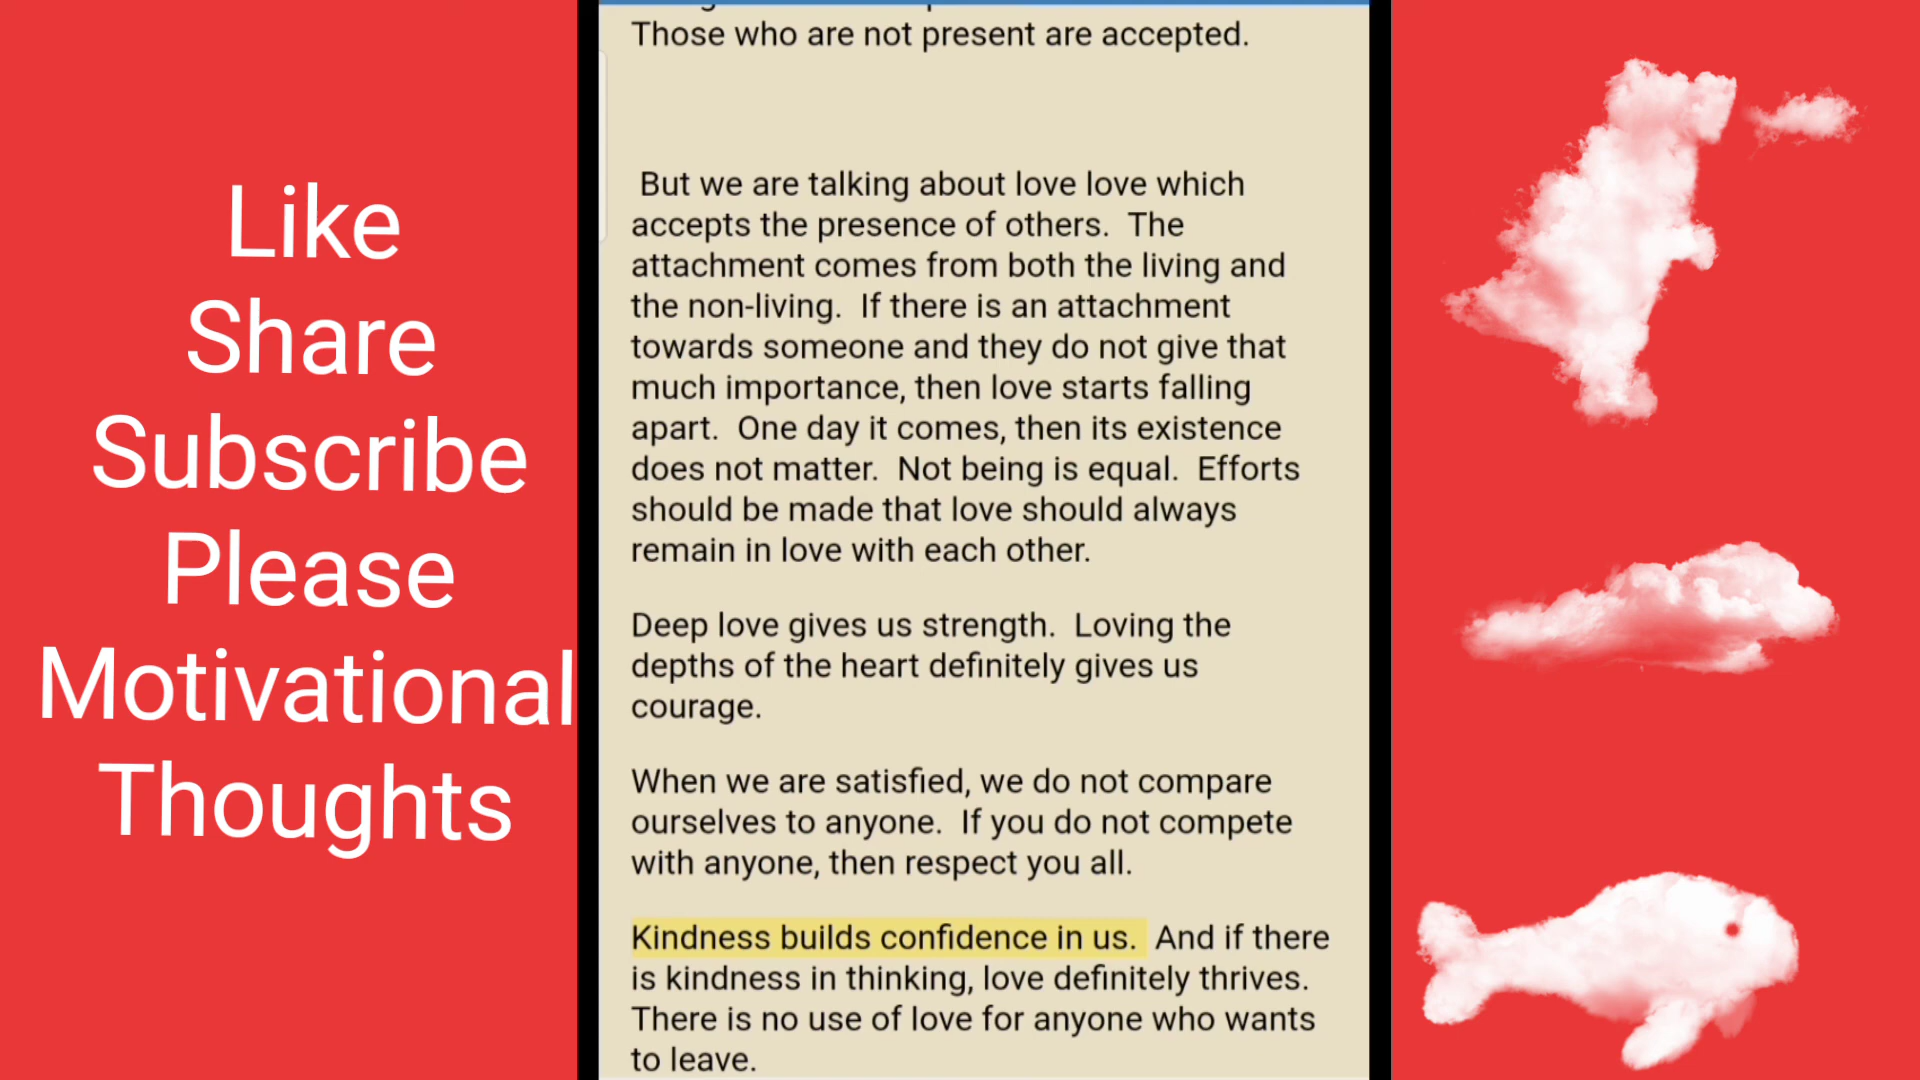 Like
Share
Subscribe
Please
Motivational
Thoughts
Those who are not present are accepted.
But we are talking about love love which
accepts the presence of others.  The
attachment comes from both the living and
the non-living.  If there is an attachment
towards someone and they do not give that
much importance, then love starts falling
apart.  One day it comes, then its existence
does not matter.  Not being is equal.  Efforts
should be made that love should always
remain in love with each other.
Deep love gives us strength.  Loving the
depths of the heart definitely gives us
courage.
When we are satisfied, we do not compare
ourselves to anyone.  If you do not compete
with anyone, then respect you all.
Kindness builds confidence in us.  And if there
is kindness in thinking, love definitely thrives.
There is no use of love for anyone who wants
to leave.